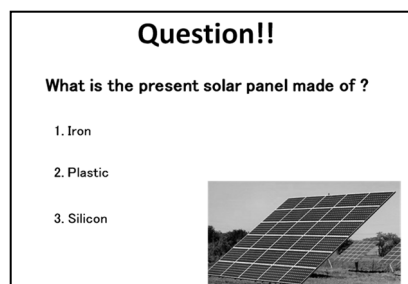 Question!!
What is the present solar panel made of ?
1. Iron
2. Plastic
3. Silicon